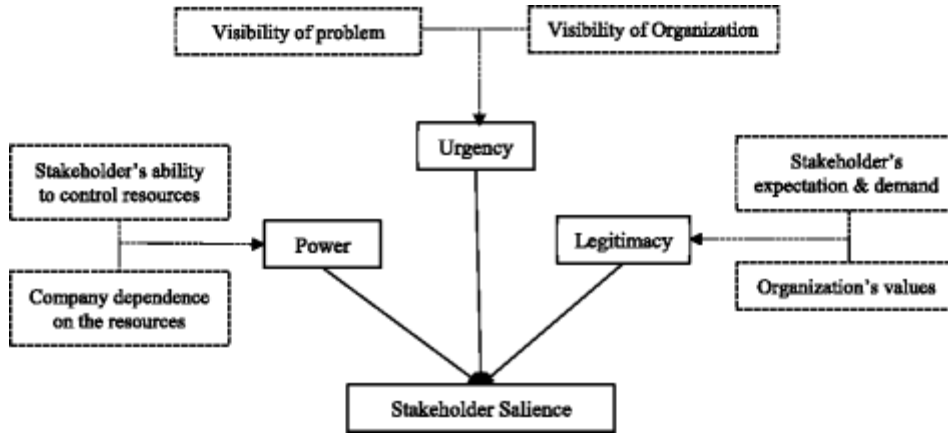 Visibility of problem
Visibility of Organization
Urgency
Stakeholder's ability
to control resources
Stakeholder's
expectation & demand
Power
Legitimacy
Company dependence
on the resources
Organization's values
Stakeholder Salience